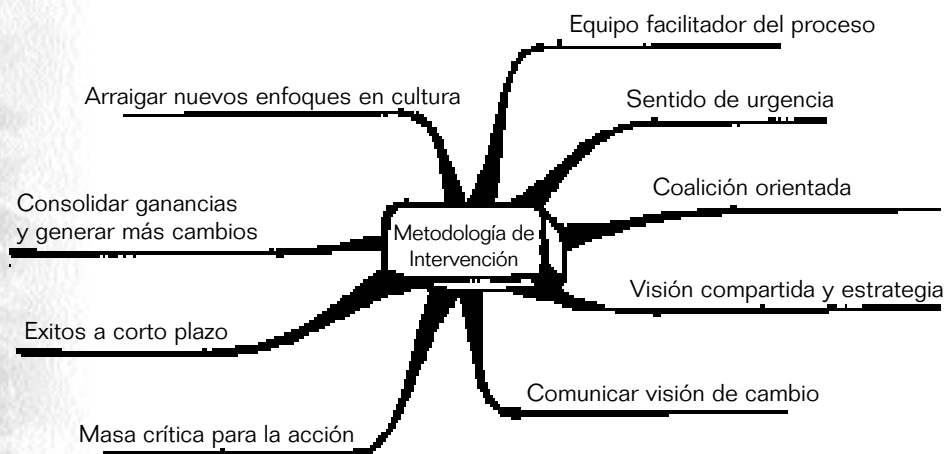 Equipo facilitador del proceso
Arraigar nuevos enfoques en cultura
Sentido de urgencia
Coalición orientada
Consolidar ganancias
y generar más cambios
Metodología de
Intervención
Visión compartida y estrategia
Exitos a corto plazo
Comunicar visión de cambio
Masa crítica para la acción